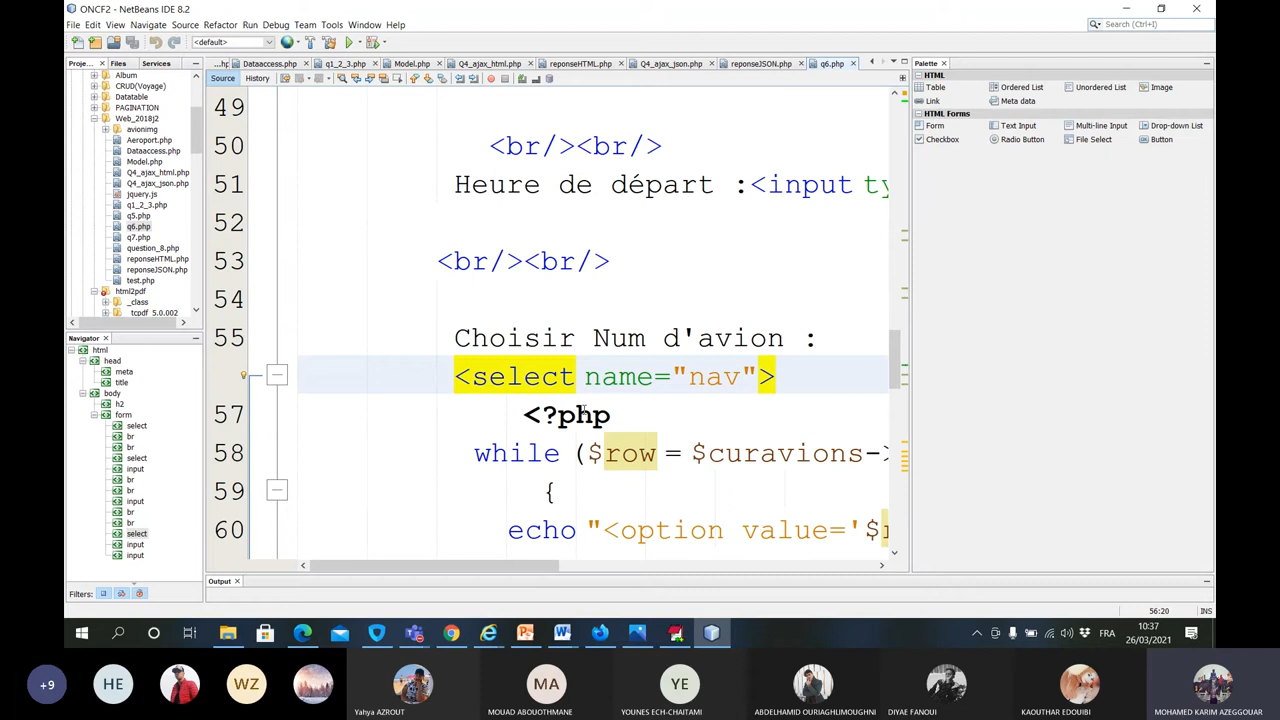 ONCF2 - NetBeans IDE 8.2
File Edit View Navigate Source Refactor Run Debug Team Tools Window Help
Search (Ctrl+I)
<default>
Proje... Files Services
...hp Dataaccess.php q1_2_3.php Model.php Q4_ajax_html.php reponseHTML.php Q4_ajax_json.php reponseJSON.php q6.php
Palette
Source History
HTML
Table Ordered List Unordered List Image
Link Meta data
HTML Forms
Form Text Input Multi-line Input Drop-down List
Checkbox Radio Button File Select Button
Album
CRUD(Voyage)
Datatable
PAGINATION
Web_2018j2
avionimg
Aeroport.php
Dataaccess.php
Model.php
Q4_ajax_html.php
Q4_ajax_json.php
jquery.js
q1_2_3.php
q5.php
q6.php
q7.php
question_8.php
reponseHTML.php
reponseJSON.php
test.php
html2pdf
_class
_tcpdf_5.0.002
Navigator
html
head
meta
title
body
h2
form
select
br
br
select
input
br
br
input
br
br
select
input
input
Filters:
49
50 <br/><br/>
51 Heure de départ :<input ty
52
53 <br/><br/>
54
55 Choisir Num d'avion :
<select name="nav">
57 <?php
58 while ($row = $curavions->
59 {
60 echo "<option value='$r
Output
56:20 INS
FRA
10:37
26/03/2021
+9 HE WZ MA YE
Yahya AZROUT MOUAD ABOUOTHMANE YOUNES ECH-CHAITAMI ABDELHAMID OURIAGHLIMOUGHNI DIYAE FANOUI KAOUTHAR EDOUIBI MOHAMED KARIM AZEGGOUAR